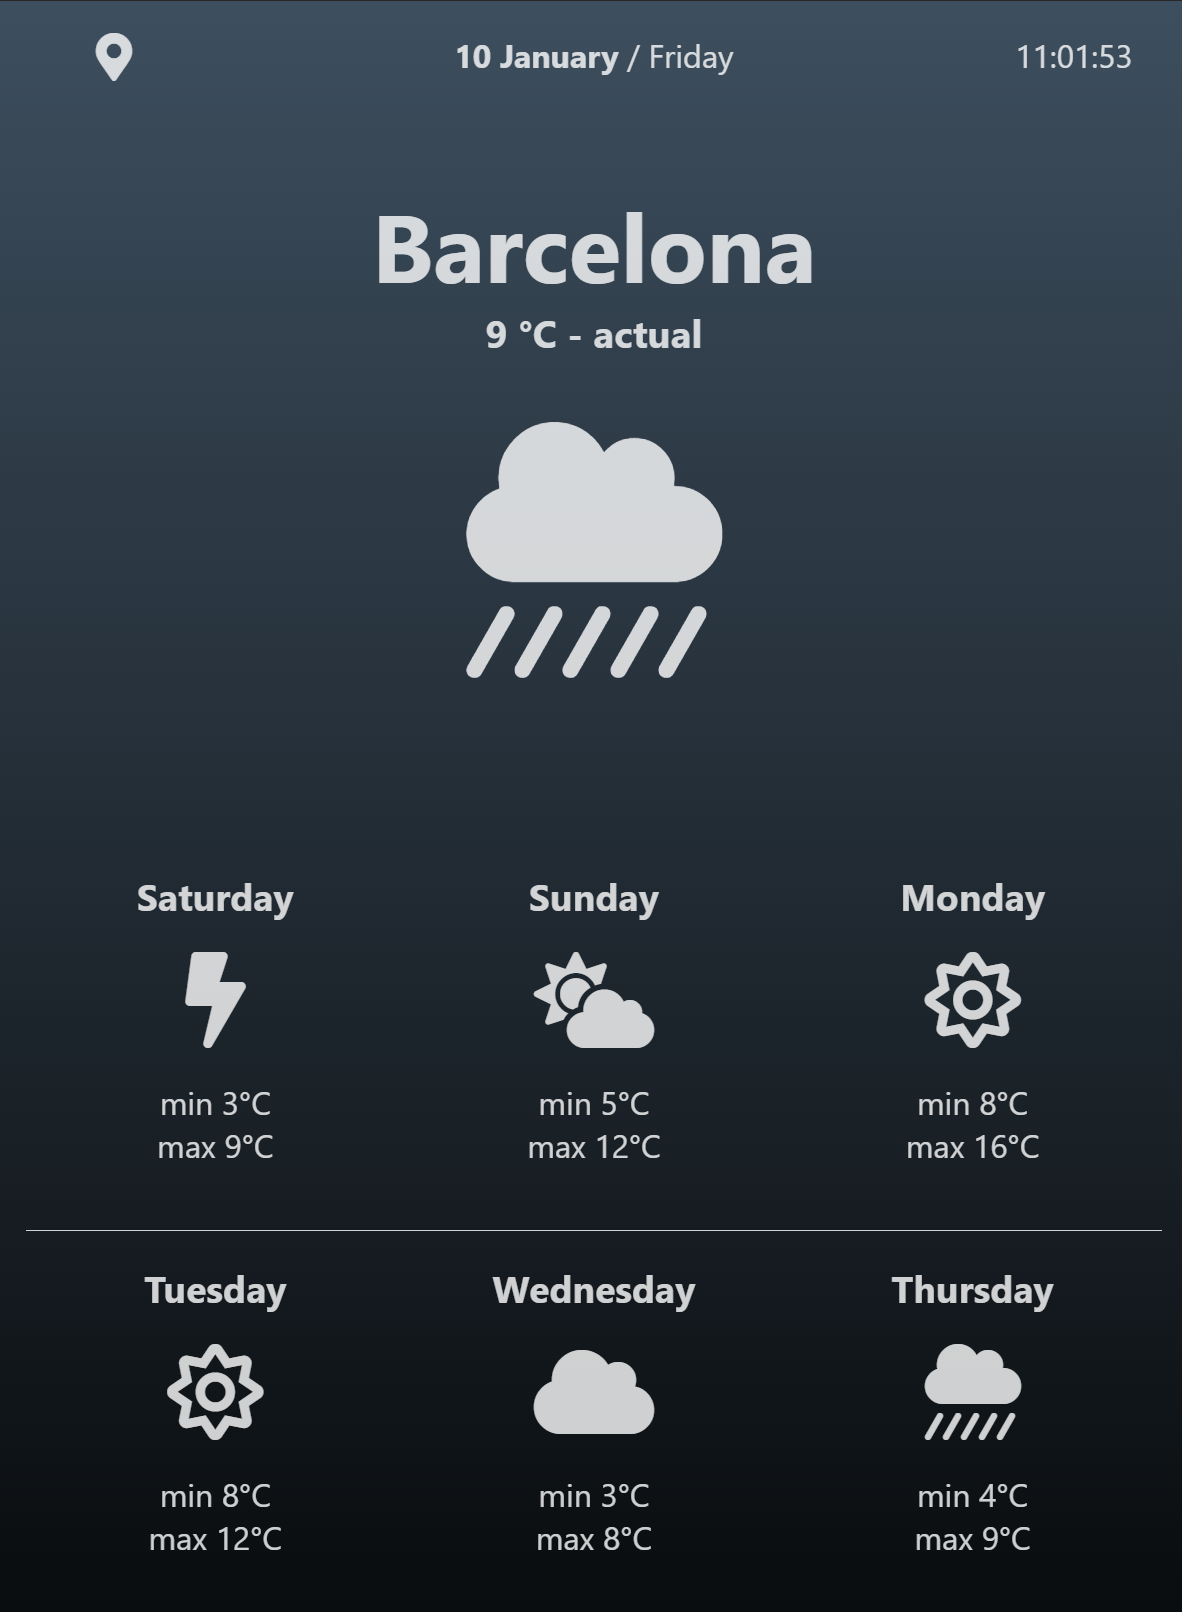 10 January / Friday
11:01:53
Barcelona
9 °C - actual
Saturday
min 3°C
max 9°C
Sunday
min 5°C
max 12°C
Monday
min 8°C
max 16°C
Tuesday
min 8°C
max 12°C
Wednesday
min 3°C
max 8°C
Thursday
min 4°C
max 9°C